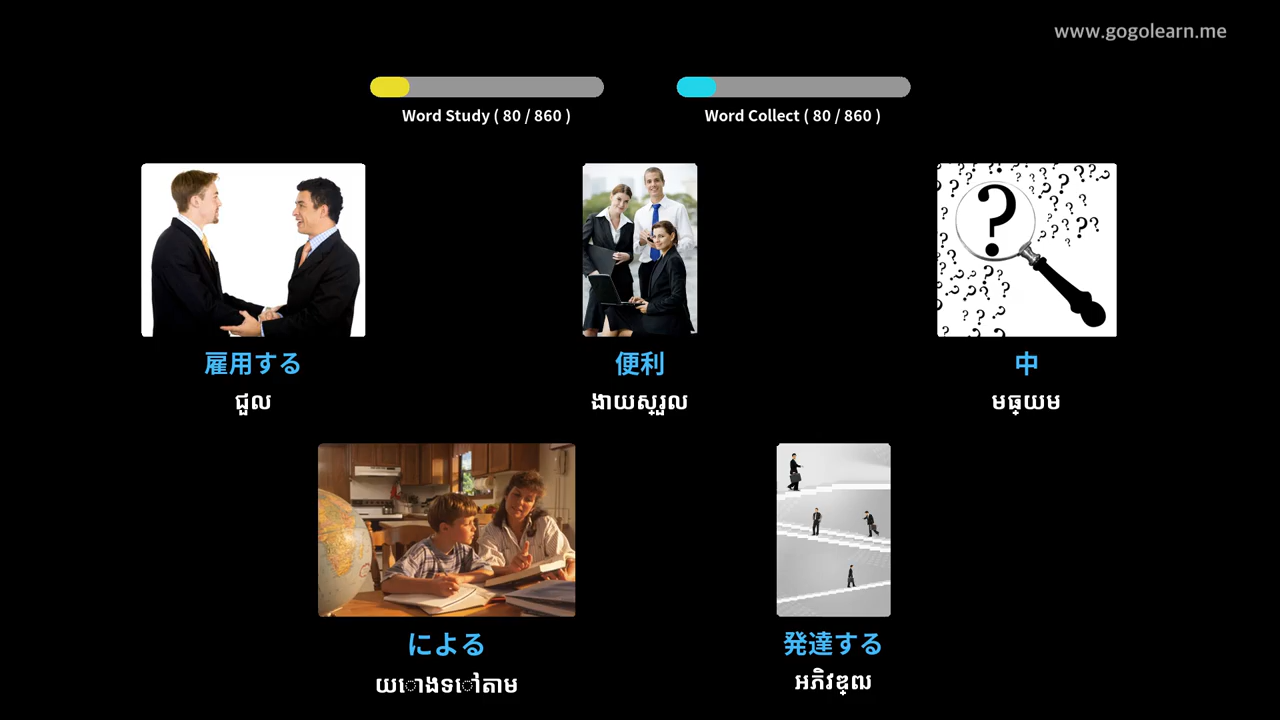 www.gogolearn.me
Word Study ( 80 / 860 )
Word Collect ( 80 / 860 )
雇用する
ជួល
便利
ងាយស្រួល
中
មធ្យម
による
យោងទៅតាម
発達する
អភិវឌ្ឍ